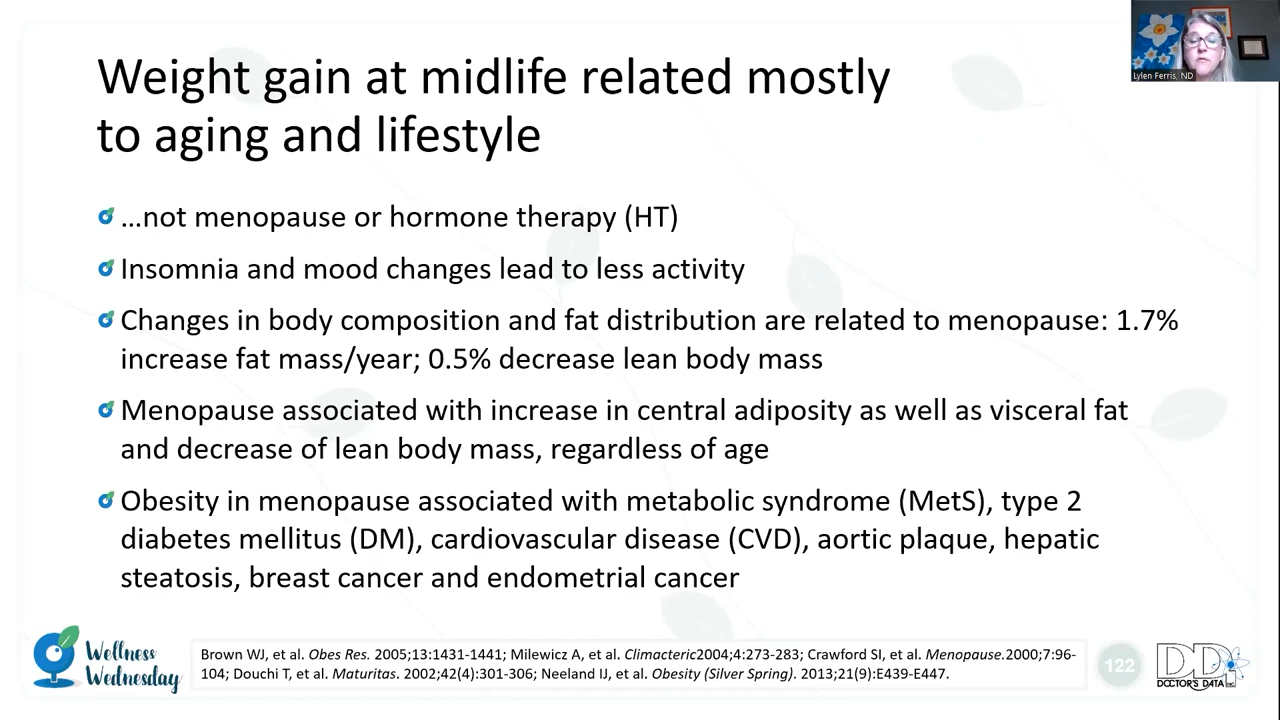 Lylen Ferris, ND
Weight gain at midlife related mostly
to aging and lifestyle
...not menopause or hormone therapy (HT)
Insomnia and mood changes lead to less activity
Changes in body composition and fat distribution are related to menopause: 1.7%
increase fat mass/year; 0.5% decrease lean body mass
Menopause associated with increase in central adiposity as well as visceral fat
and decrease of lean body mass, regardless of age
Obesity in menopause associated with metabolic syndrome (MetS), type 2
diabetes mellitus (DM), cardiovascular disease (CVD), aortic plaque, hepatic
steatosis, breast cancer and endometrial cancer
Wellness
Wednesday
Brown WJ, et al. Obes Res. 2005;13:1431-1441; Milewicz A, et al. Climacteric2004;4:273-283; Crawford SI, et al. Menopause.2000;7:96-
104; Douchi T, et al. Maturitas. 2002;42(4):301-306; Neeland IJ, et al. Obesity (Silver Spring). 2013;21(9):E439-E447.
122
DD
DOCTOR'S DATA INC